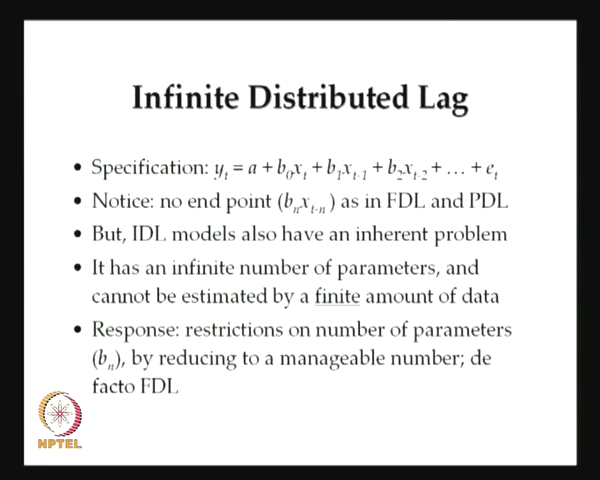 Infinite Distributed Lag
• Specification: yₜ = a + b₀xₜ + b₁xₜ₋₁ + b₂xₜ₋₂ + … + eₜ
• Notice: no end point (bₙxₜ₋ₙ) as in FDL and PDL
• But, IDL models also have an inherent problem
• It has an infinite number of parameters, and
cannot be estimated by a finite amount of data
• Response: restrictions on number of parameters
(bₙ), by reducing to a manageable number; de
facto FDL
NPTEL